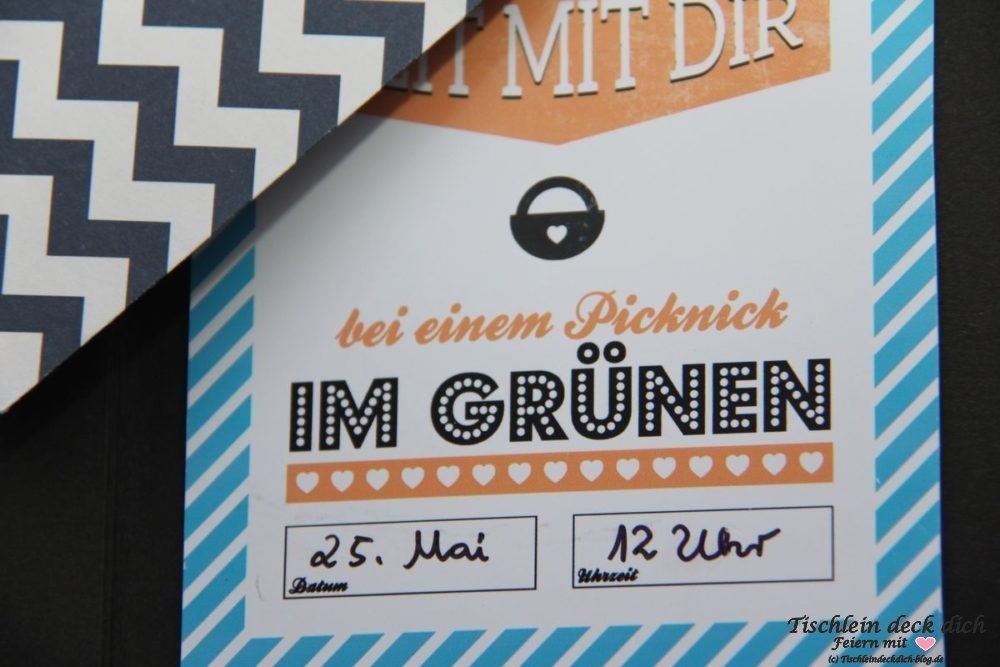 MIT DIR
bei einem Picknick
IM GRÜNEN
25. Mai
Datum
12 Uhr
Uhrzeit
Tischlein deck dich
Feiern mit
(c) Tischleindeckdich-blog.de